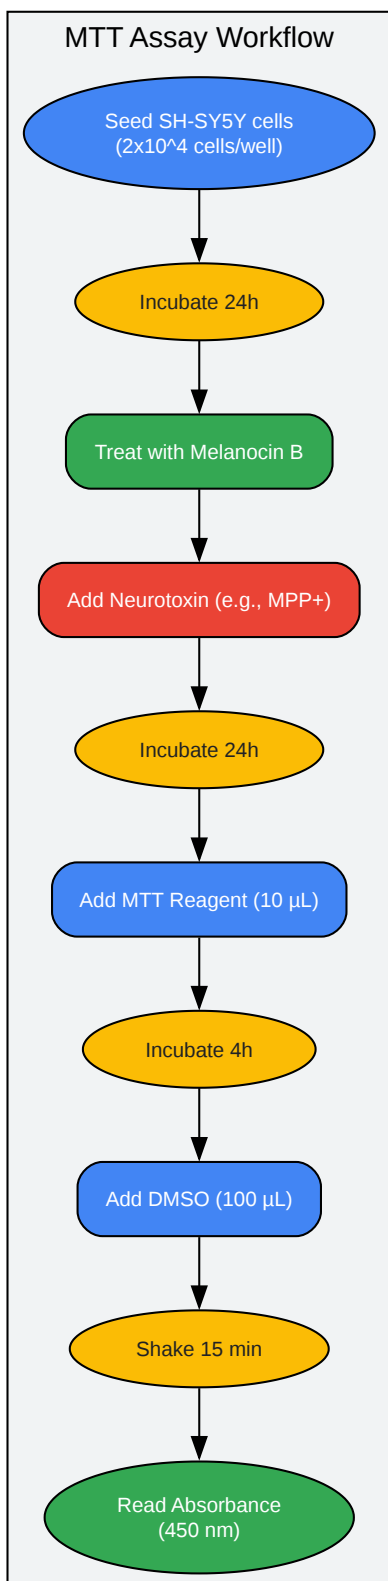 MTT Assay Workflow
Seed SH-SY5Y cells
(2x10^4 cells/well)
Incubate 24h
Treat with Melanocin B
Add Neurotoxin (e.g., MPP+)
Incubate 24h
Add MTT Reagent (10 µL)
Incubate 4h
Add DMSO (100 µL)
Shake 15 min
Read Absorbance
(450 nm)